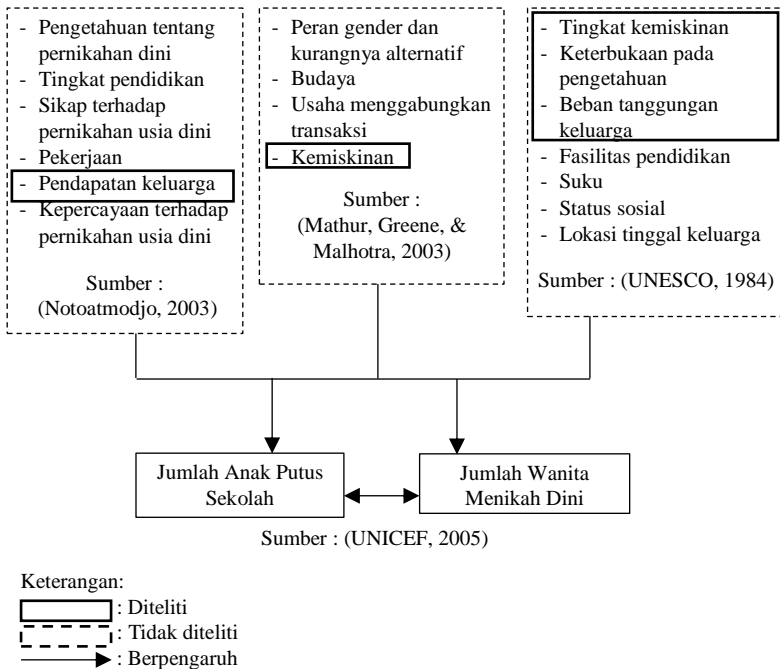 - Pengetahuan tentang
pernikahan dini
- Tingkat pendidikan
- Sikap terhadap
pernikahan usia dini
- Pekerjaan
- Pendapatan keluarga
- Kepercayaan terhadap
pernikahan usia dini
Sumber :
(Notoatmodjo, 2003)
- Peran gender dan
kurangnya alternatif
- Budaya
- Usaha menggabungkan
transaksi
- Kemiskinan
Sumber :
(Mathur, Greene, &
Malhotra, 2003)
- Tingkat kemiskinan
- Keterbukaan pada
pengetahuan
- Beban tanggungan
keluarga
- Fasilitas pendidikan
- Suku
- Status sosial
- Lokasi tinggal keluarga
Sumber : (UNESCO, 1984)
Jumlah Anak Putus
Sekolah
Jumlah Wanita
Menikah Dini
Sumber : (UNICEF, 2005)
Keterangan:
: Diteliti
: Tidak diteliti
: Berpengaruh